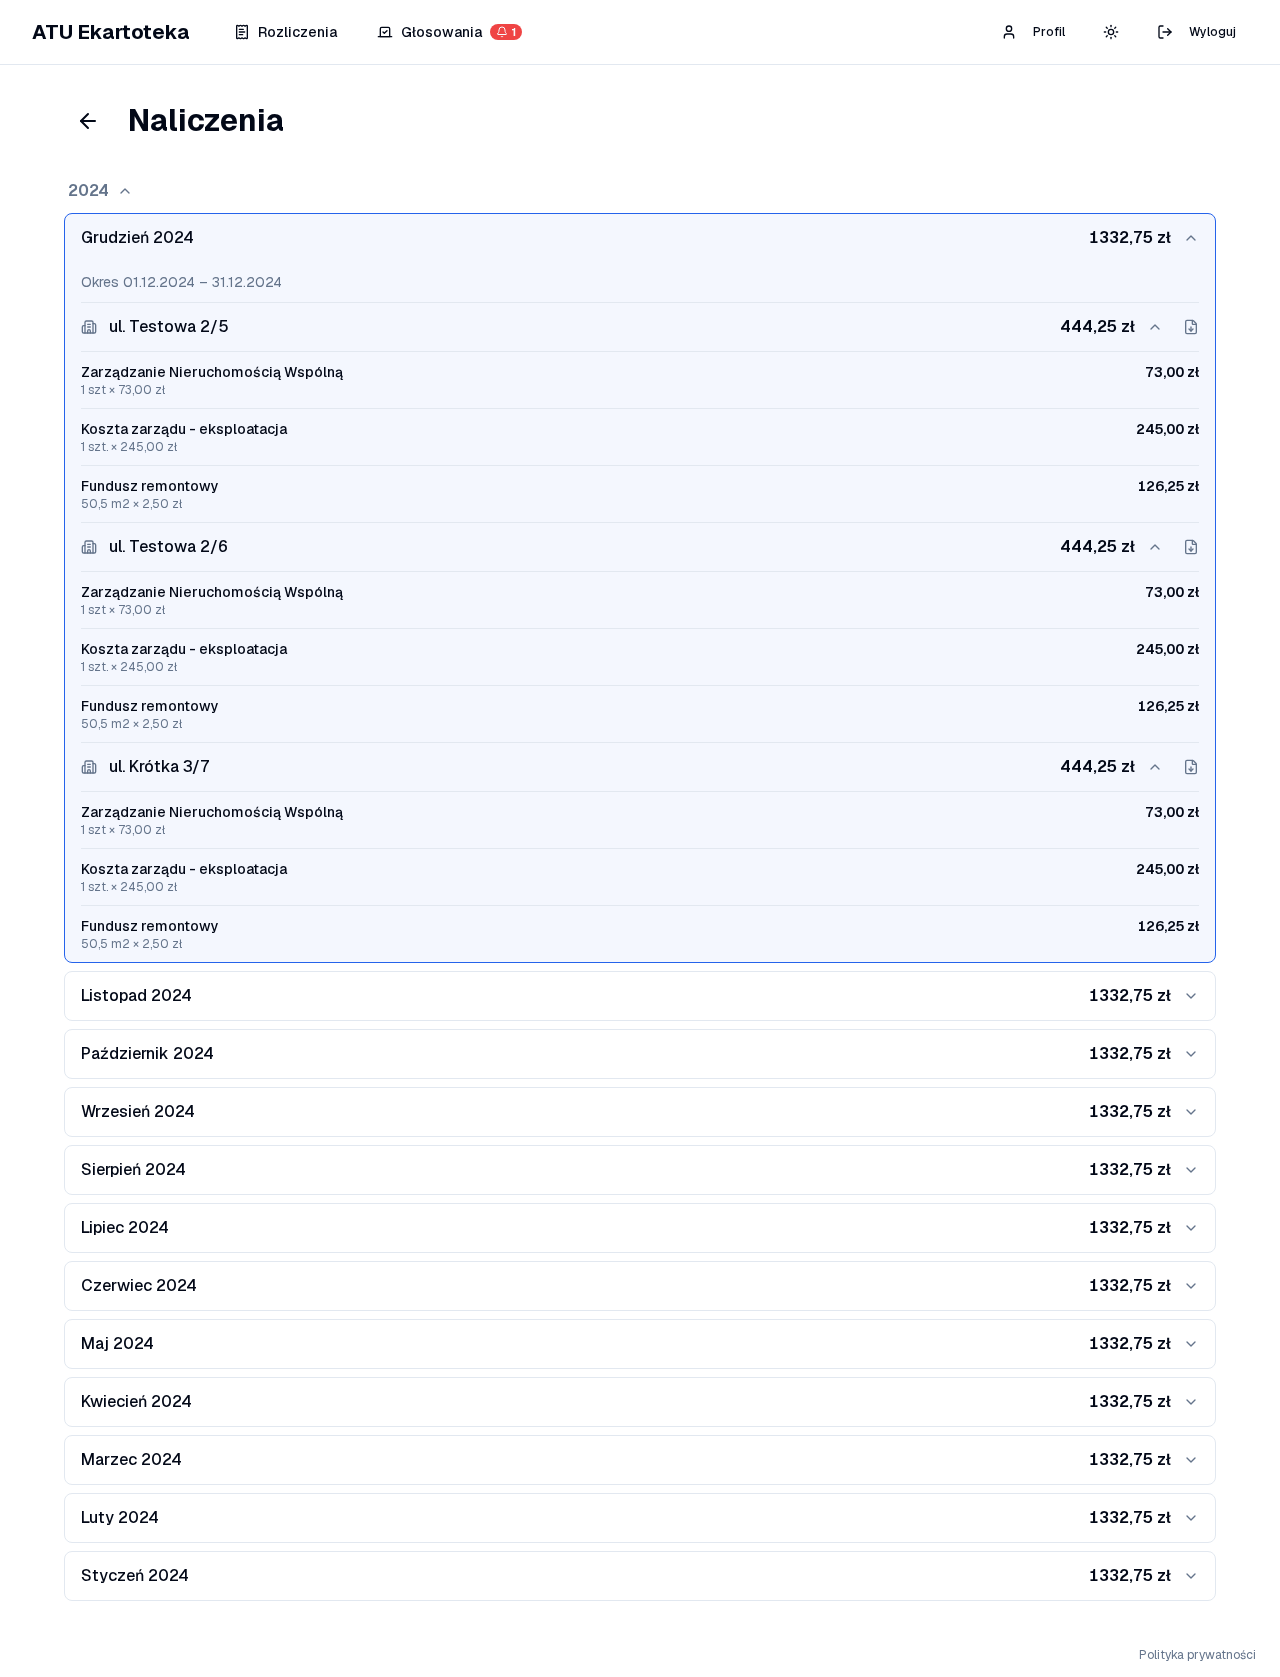 ATU Ekartoteka
Rozliczenia
Głosowania 1
Profil
Wyloguj
Naliczenia
2024
Grudzień 2024 1332,75 zł
Okres 01.12.2024 – 31.12.2024
ul. Testowa 2/5 444,25 zł
Zarządzanie Nieruchomością Wspólną 73,00 zł
1 szt × 73,00 zł
Koszta zarządu - eksploatacja 245,00 zł
1 szt. × 245,00 zł
Fundusz remontowy 126,25 zł
50,5 m2 × 2,50 zł
ul. Testowa 2/6 444,25 zł
Zarządzanie Nieruchomością Wspólną 73,00 zł
1 szt × 73,00 zł
Koszta zarządu - eksploatacja 245,00 zł
1 szt. × 245,00 zł
Fundusz remontowy 126,25 zł
50,5 m2 × 2,50 zł
ul. Krótka 3/7 444,25 zł
Zarządzanie Nieruchomością Wspólną 73,00 zł
1 szt × 73,00 zł
Koszta zarządu - eksploatacja 245,00 zł
1 szt. × 245,00 zł
Fundusz remontowy 126,25 zł
50,5 m2 × 2,50 zł
Listopad 2024 1332,75 zł
Październik 2024 1332,75 zł
Wrzesień 2024 1332,75 zł
Sierpień 2024 1332,75 zł
Lipiec 2024 1332,75 zł
Czerwiec 2024 1332,75 zł
Maj 2024 1332,75 zł
Kwiecień 2024 1332,75 zł
Marzec 2024 1332,75 zł
Luty 2024 1332,75 zł
Styczeń 2024 1332,75 zł
Polityka prywatności